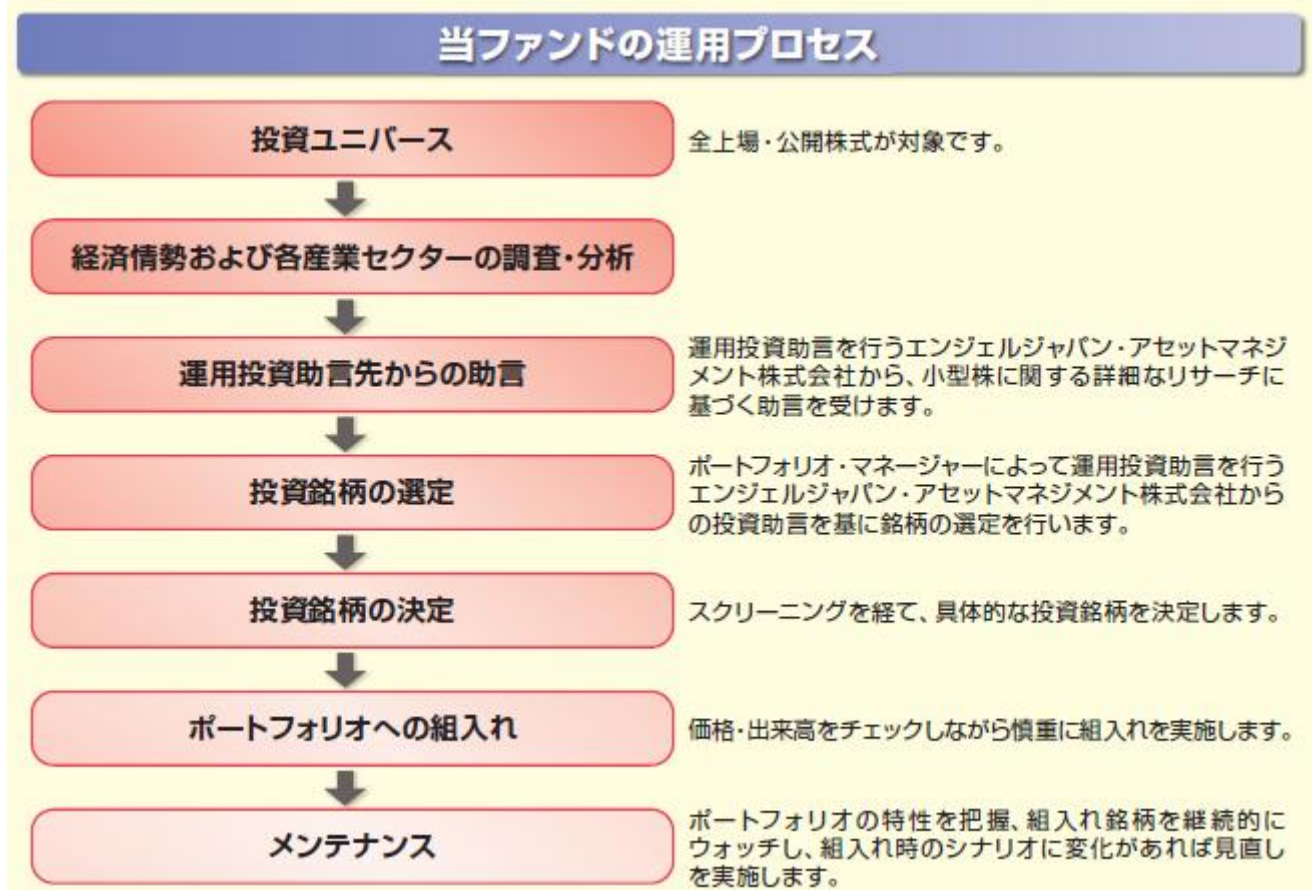 当ファンドの運用プロセス
投資ユニバース
全上場・公開株式が対象です。
経済情勢および各産業セクターの調査・分析
運用投資助言先からの助言
運用投資助言を行うエンジェルジャパン・アセットマネジ
メント株式会社から、小型株に関する詳細なリサーチに
基づく助言を受けます。
投資銘柄の選定
ポートフォリオ・マネージャーによって運用投資助言を行う
エンジェルジャパン・アセットマネジメント株式会社から
の投資助言を基に銘柄の選定を行います。
投資銘柄の決定
スクリーニングを経て、具体的な投資銘柄を決定します。
ポートフォリオへの組入れ
価格・出来高をチェックしながら慎重に組入れを実施します。
メンテナンス
ポートフォリオの特性を把握、組入れ銘柄を継続的に
ウォッチし、組入れ時のシナリオに変化があれば見直し
を実施します。